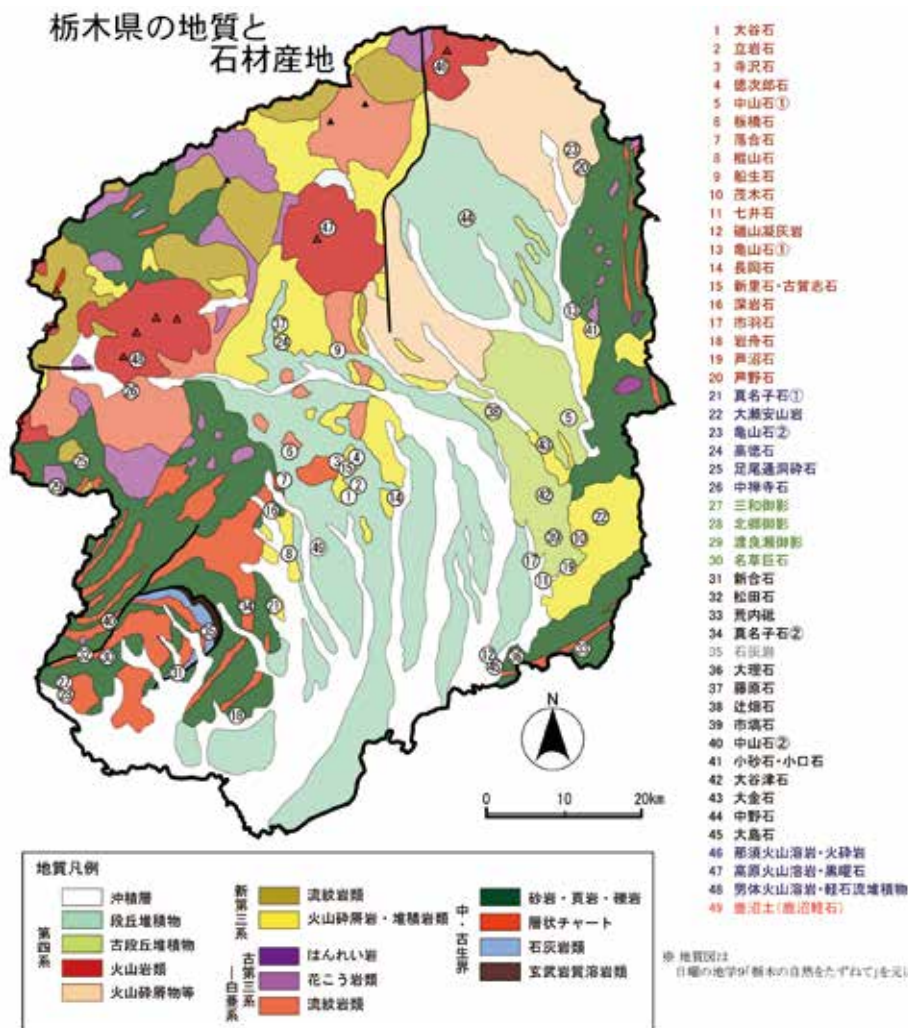 栃木県の地質と
石材産地
1 大谷石
2 立岩石
3 寺沢石
4 徳次郎石
5 中山石①
6 板橋石
7 落合石
8 樅山石
9 船生石
10 茂木石
11 七井石
12 磯山凝灰岩
13 亀山石①
14 長岡石
15 新里石・古賀志石
16 深岩石
17 市羽石
18 岩舟石
19 芦沼石
20 芦野石
21 真名子石①
22 大瀬安山岩
23 亀山石②
24 高徳石
25 足尾通洞砕石
26 中禅寺石
27 三和御影
28 北郷御影
29 渡良瀬御影
30 名草巨石
31 新合石
32 松田石
33 荒内砥
34 真名子石②
35 石灰岩
36 大理石
37 藤原石
38 辻畑石
39 市塙石
40 中山石②
41 小砂石・小口石
42 大谷津石
43 大金石
44 中野石
45 大島石
46 那須火山溶岩・火砕岩
47 高原火山溶岩・黒曜石
48 男体火山溶岩・軽石流堆積物
49 鹿沼土(鹿沼軽石)
N
0 10 20km
地質凡例
第四系
沖積層
段丘堆積物
古段丘堆積物
火山岩類
火山砕屑物等
新第三系
流紋岩類
火山砕屑岩・堆積岩類
古第三系―白亜系
はんれい岩
花こう岩類
流紋岩類
中・古生界
砂岩・頁岩・礫岩
層状チャート
石灰岩類
玄武岩質溶岩類
※ 地質図は
日曜の地学9「栃木の自然をたずねて」を元に